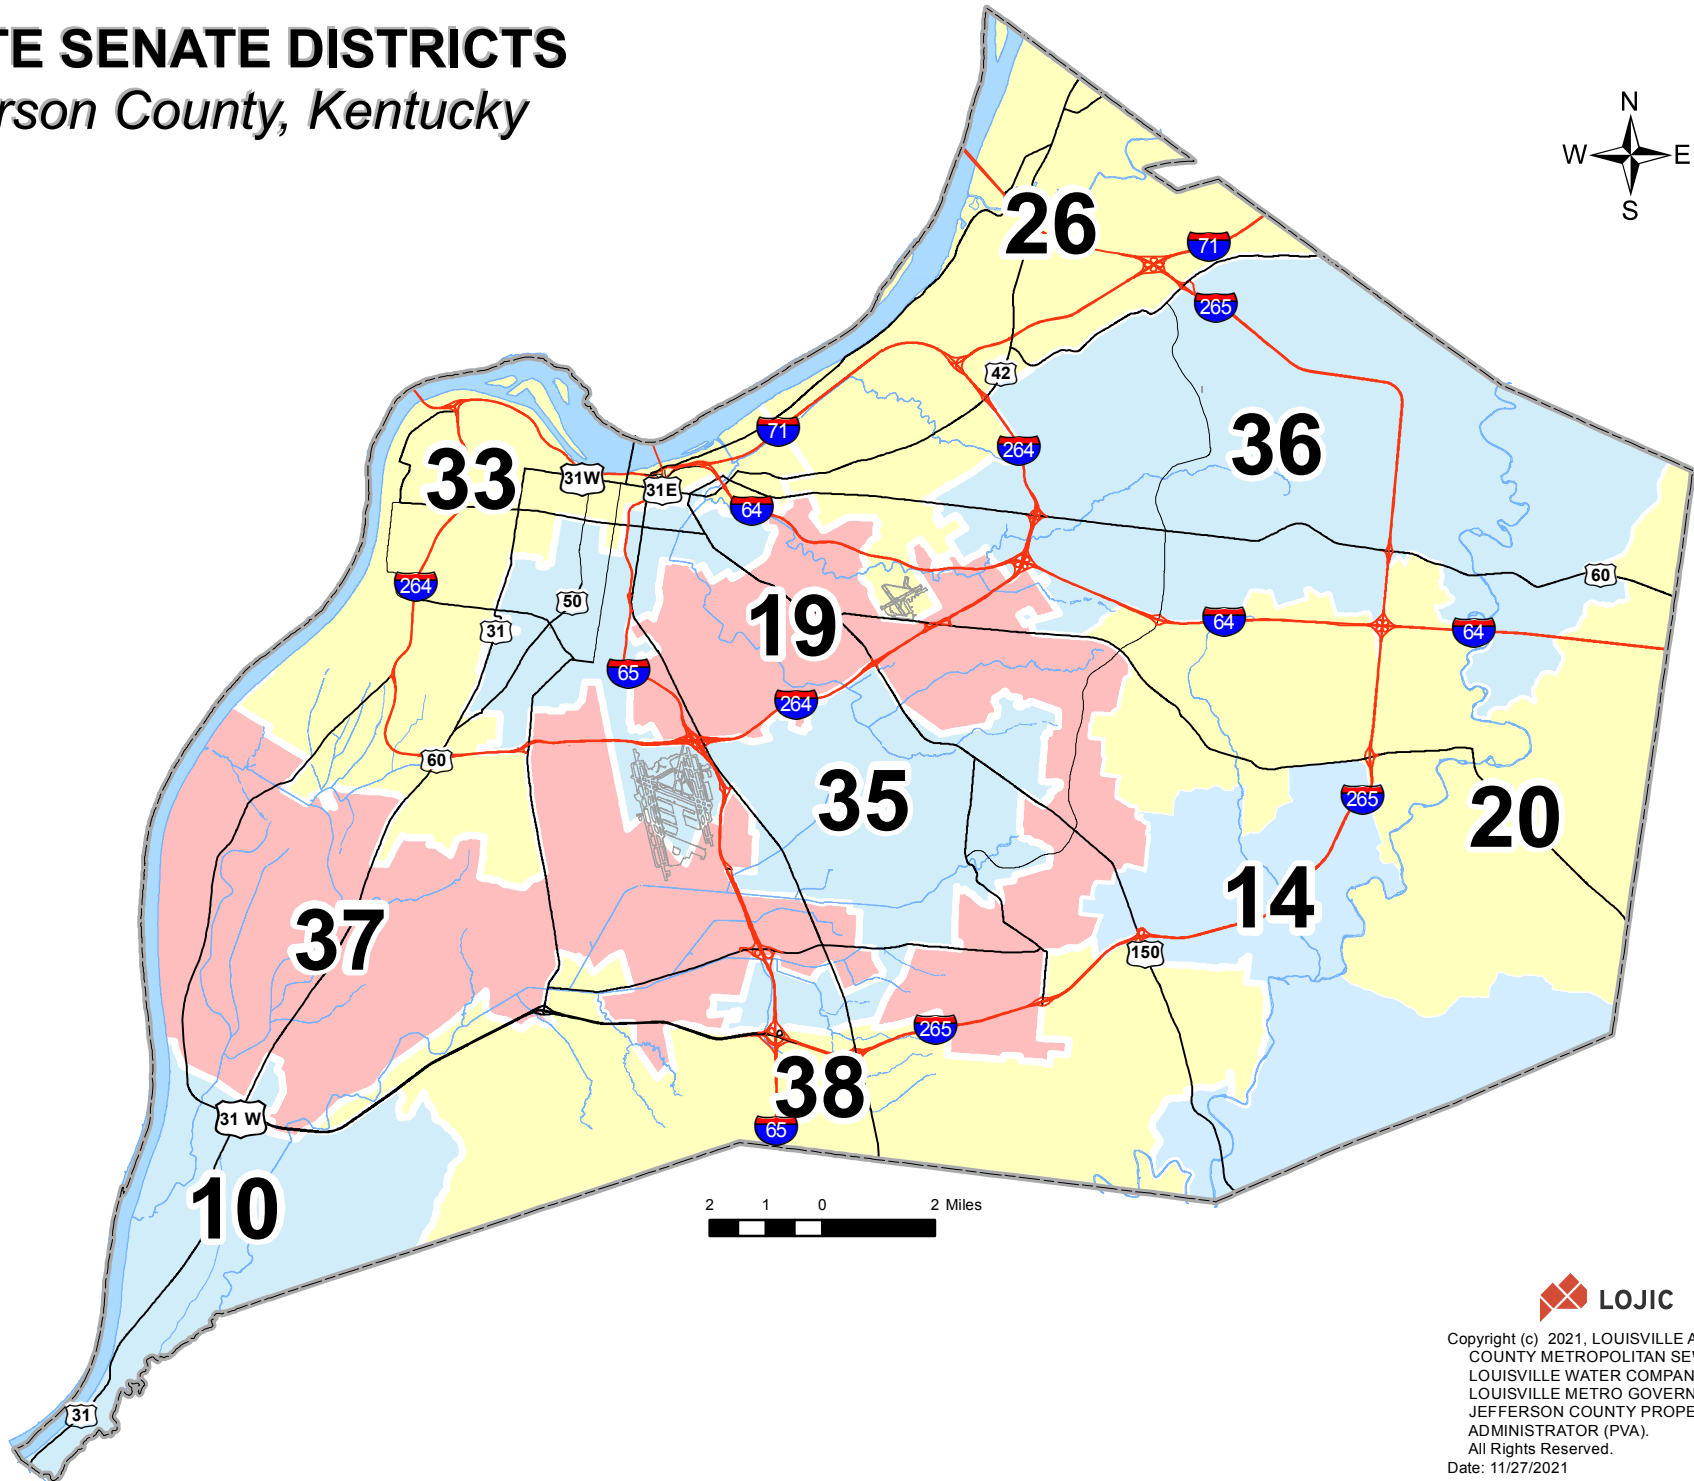 TE SENATE DISTRICTS
rson County, Kentucky
N
W E
S
26
71
265
42
71
264
36
33
31W
31E
64
60
264
50
31
19
64
64
65
264
60
35
265
20
14
37
150
265
38
65
31 W
10
2 1 0 2 Miles
31
LOJIC
Copyright (c) 2021, LOUISVILLE A
COUNTY METROPOLITAN SE
LOUISVILLE WATER COMPAN
LOUISVILLE METRO GOVERN
JEFFERSON COUNTY PROPE
ADMINISTRATOR (PVA).
All Rights Reserved.
Date: 11/27/2021